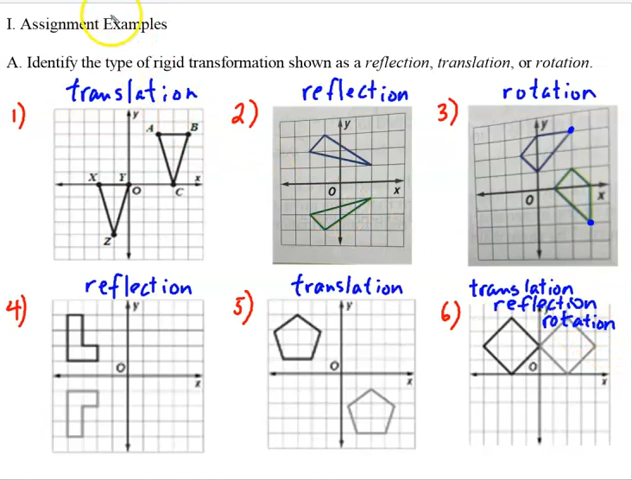 I. Assignment Examples
A. Identify the type of rigid transformation shown as a reflection, translation, or rotation.
translation
reflection
rotation
1)
2)
3)
y
A
B
X
Y
O
C
x
Z
y
O
x
y
O
x
reflection
translation
translation
reflection
rotation
4)
5)
6)
y
O
x
y
O
x
O
x